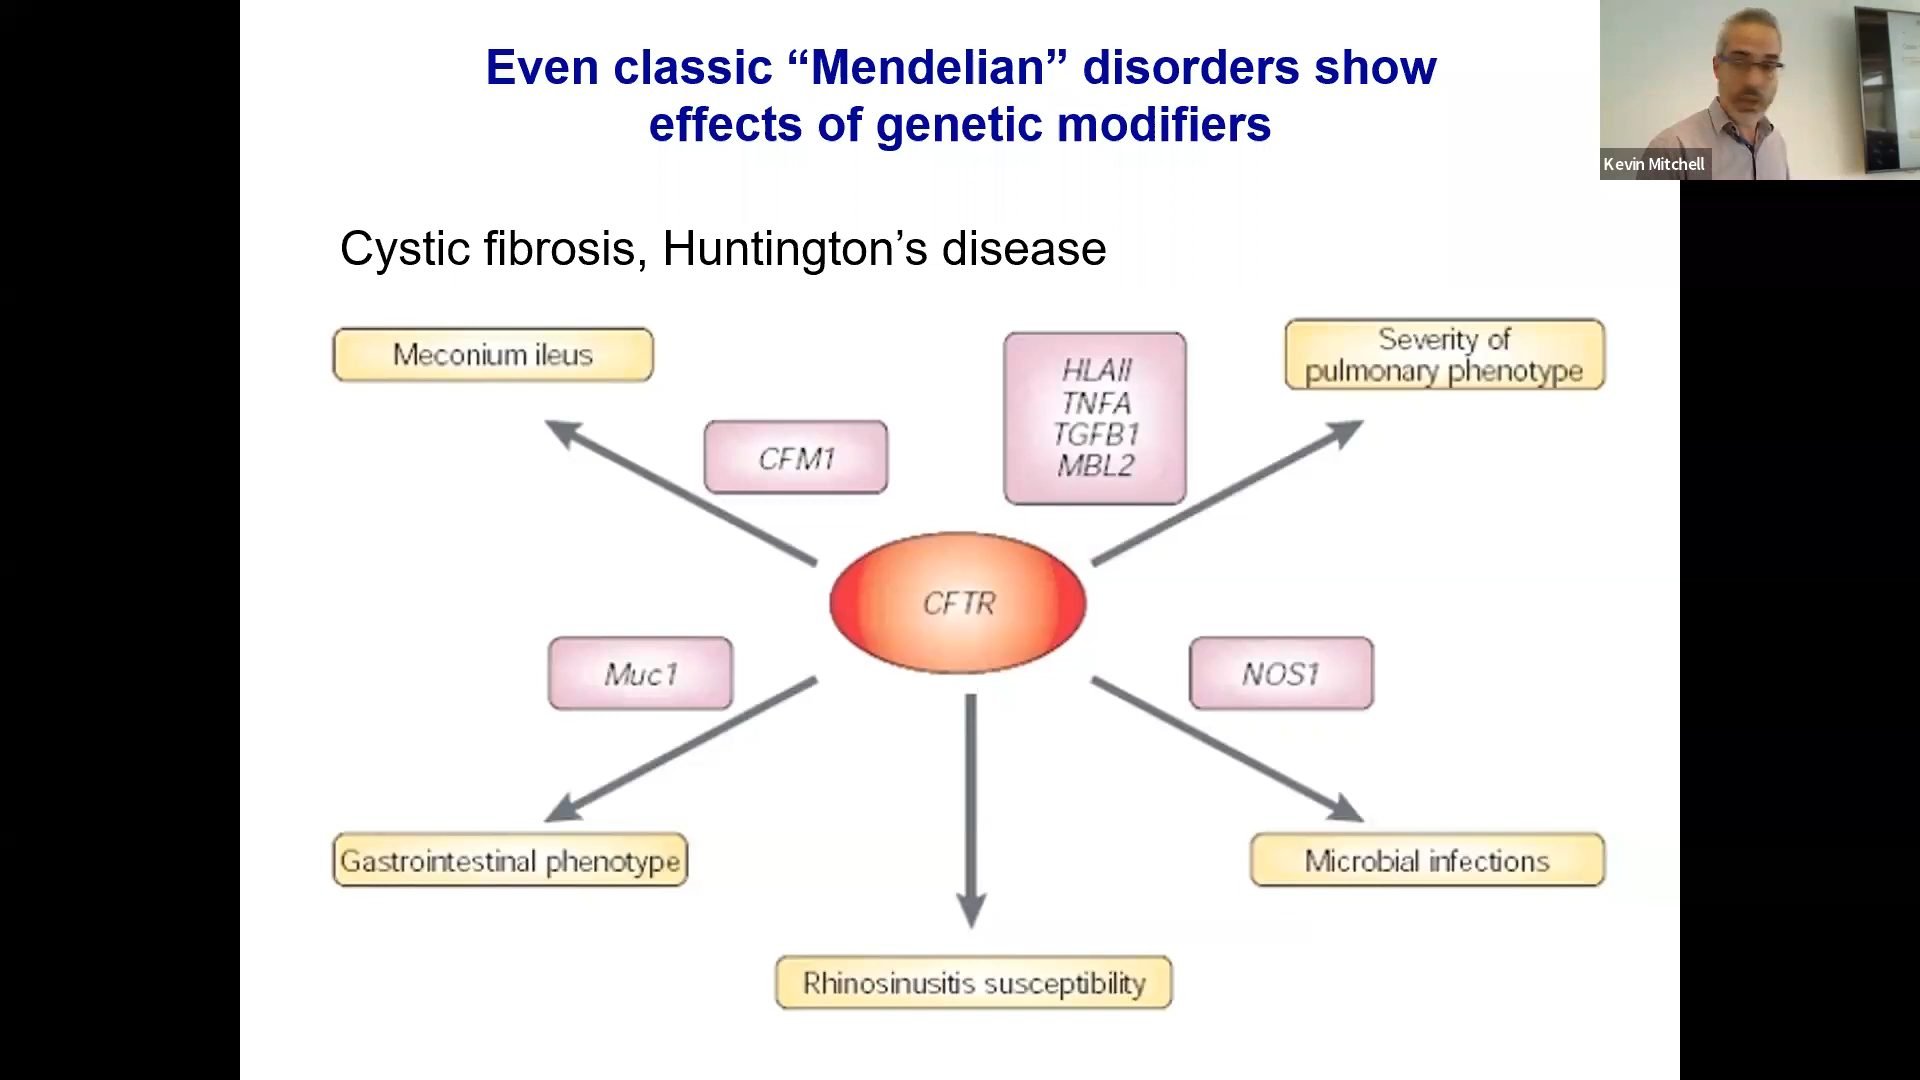 Even classic “Mendelian” disorders show
effects of genetic modifiers
Kevin Mitchell
Cystic fibrosis, Huntington’s disease
Meconium ileus
CFM1
HLAII
TNFA
TGFB1
MBL2
Severity of
pulmonary phenotype
CFTR
Muc1
NOS1
Gastrointestinal phenotype
Microbial infections
Rhinosinusitis susceptibility